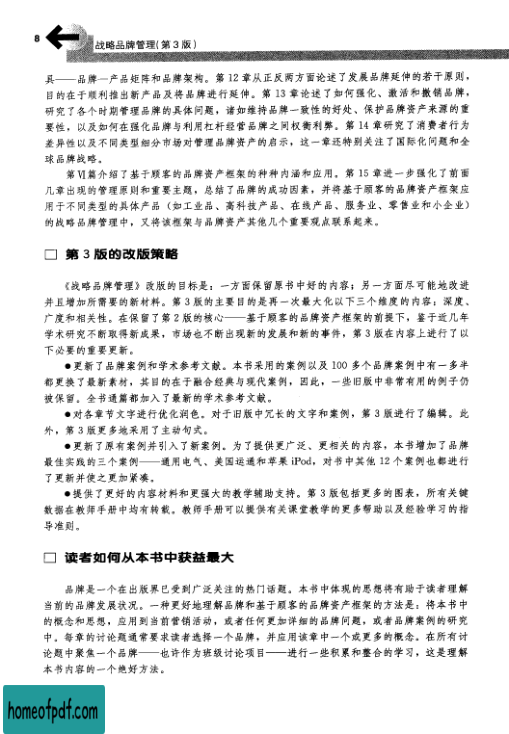 8
战略品牌管理(第3版)
具——品牌—产品矩阵和品牌架构。第12章从正反两方面论述了发展品牌延伸的若干原则，
目的在于顺利推出新产品及将品牌进行延伸。第13章论述了如何强化、激活和撤销品牌，
研究了各个时期管理品牌的具体问题，诸如维持品牌一致性的好处、保护品牌资产来源的重
要性，以及如何在强化品牌与利用杠杆经营品牌之间权衡利弊。第14章研究了消费者行为
差异性以及不同类型细分市场对管理品牌资产的启示，这一章还特别关注了国际化问题和全
球品牌战略。
第Ⅵ篇介绍了基于顾客的品牌资产框架的种种内涵和应用。第15章进一步强化了前面
几章出现的管理原则和重要主题，总结了品牌的成功因素，并将基于顾客的品牌资产框架应
用于不同类型的具体产品（如工业品、高科技产品、在线产品、服务业、零售业和小企业）
的战略品牌管理中，又将该框架与品牌资产其他几个重要观点联系起来。
□ 第3版的改版策略
《战略品牌管理》改版的目标是：一方面保留原书中好的内容；另一方面尽可能地改进
并且增加所需要的新材料。第3版的主要目的是再一次最大化以下三个维度的内容：深度、
广度和相关性。在保留了第2版的核心——基于顾客的品牌资产框架的前提下，鉴于近几年
学术研究不断取得新成果，市场也不断出现新的发展和新的事件，第3版在内容上进行了以
下必要的重要更新。
●更新了品牌案例和学术参考文献。本书采用的案例以及100多个品牌案例中有一多半
都更换了最新素材，其目的在于融合经典与现代案例，因此，一些旧版中非常有用的例子仍
被保留。全书通篇都加入了最新的学术参考文献。
●对各章节文字进行优化润色。对于旧版中冗长的文字和案例，第3版进行了编辑。此
外，第3版更多地采用了主动句式。
●更新了原有案例并引入了新案例。为了提供更广泛、更相关的内容，本书增加了品牌
最佳实践的三个案例——通用电气、美国运通和苹果iPod，对书中其他12个案例也都进行
了更新并使之更加紧凑。
●提供了更好的内容材料和更强大的教学辅助支持。第3版包括更多的图表，所有关键
数据在教师手册中均有转载。教师手册可以提供有关课堂教学的更多帮助以及经验学习的指
导准则。
□ 读者如何从本书中获益最大
品牌是一个在出版界已受到广泛关注的热门话题。本书中体现的思想将有助于读者理解
当前的品牌发展状况。一种更好地理解品牌和基于顾客的品牌资产框架的方法是：将本书中
的概念和思想，应用到当前营销活动，或者任何更加详细的品牌问题，或者品牌案例的研究
中。每章的讨论题通常要求读者选择一个品牌，并应用该章中一个或更多的概念。在所有讨
论题中聚焦一个品牌——也许作为班级讨论项目——进行一些积累和整合的学习，这是理解
本书内容的一个绝好方法。
homeofpdf.com